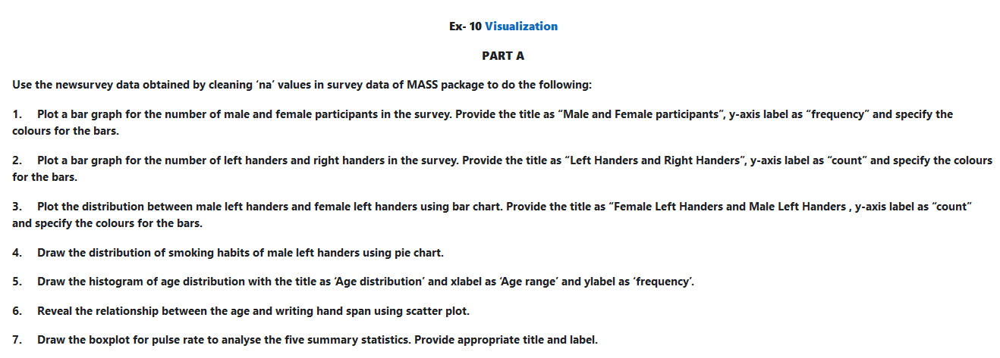 Ex- 10 Visualization
PART A
Use the newsurvey data obtained by cleaning ‘na’ values in survey data of MASS package to do the following:
1. Plot a bar graph for the number of male and female participants in the survey. Provide the title as “Male and Female participants”, y-axis label as “frequency” and specify the
colours for the bars.
2. Plot a bar graph for the number of left handers and right handers in the survey. Provide the title as “Left Handers and Right Handers”, y-axis label as “count” and specify the colours
for the bars.
3. Plot the distribution between male left handers and female left handers using bar chart. Provide the title as “Female Left Handers and Male Left Handers , y-axis label as “count”
and specify the colours for the bars.
4. Draw the distribution of smoking habits of male left handers using pie chart.
5. Draw the histogram of age distribution with the title as ‘Age distribution’ and xlabel as ‘Age range’ and ylabel as ‘frequency’.
6. Reveal the relationship between the age and writing hand span using scatter plot.
7. Draw the boxplot for pulse rate to analyse the five summary statistics. Provide appropriate title and label.